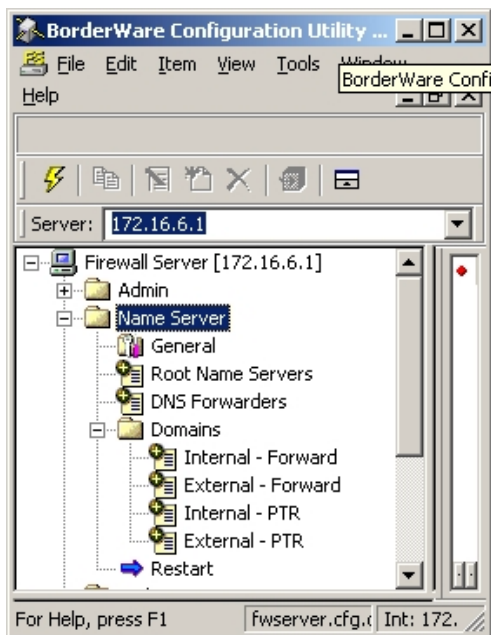 BorderWare Configuration Utility ...
File Edit Item View Tools
BorderWare Confi
Help
Server: 172.16.6.1
Firewall Server [172.16.6.1]
Admin
Name Server
General
Root Name Servers
DNS Forwarders
Domains
Internal - Forward
External - Forward
Internal - PTR
External - PTR
Restart
For Help, press F1
fwserver.cfg.
Int: 172.